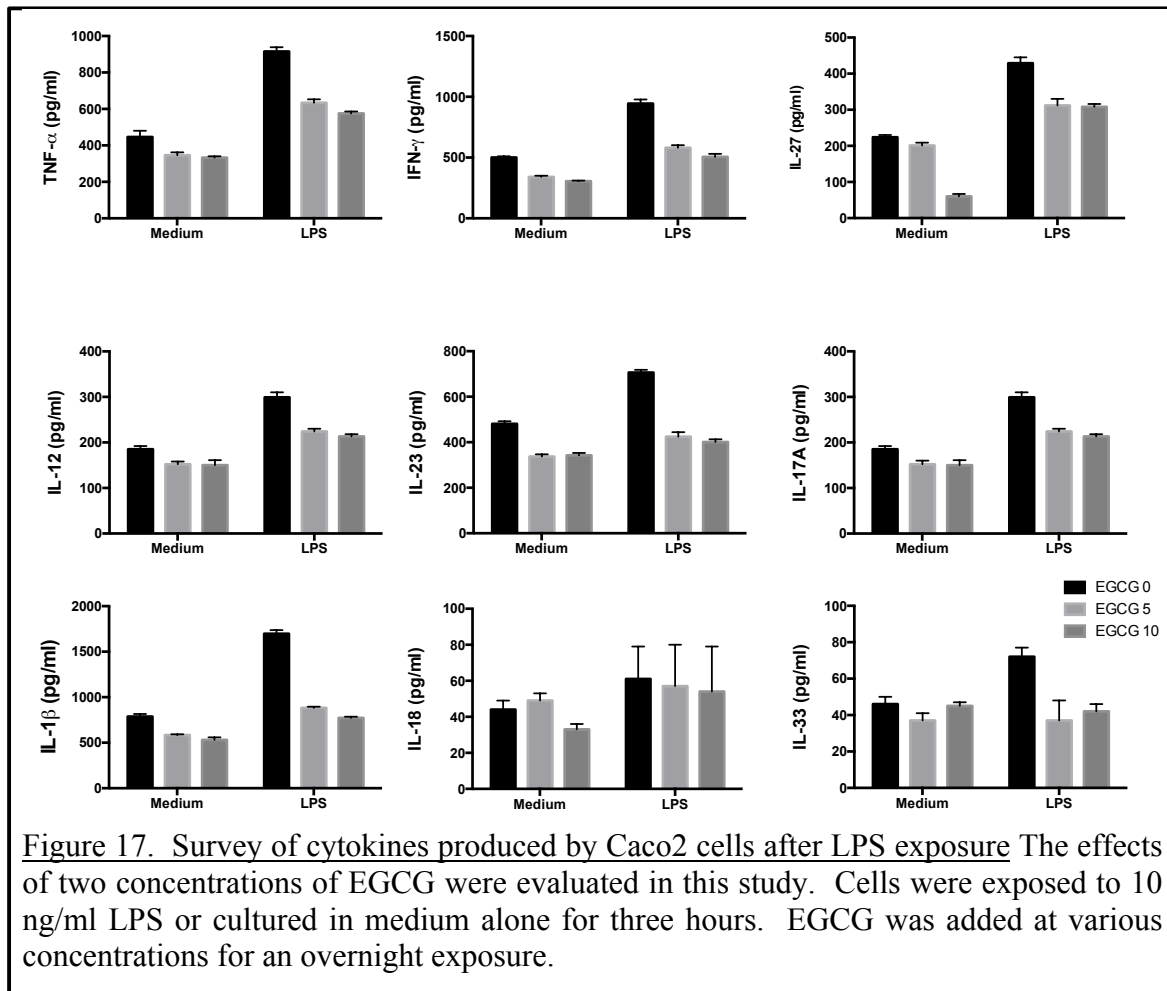 TNF-α (pg/ml)
1000
800
600
400
200
0
Medium LPS
IFN-γ (pg/ml)
1500
1000
500
0
Medium LPS
IL-27 (pg/ml)
500
400
300
200
100
0
Medium LPS
IL-12 (pg/ml)
400
300
200
100
0
Medium LPS
IL-23 (pg/ml)
800
600
400
200
0
Medium LPS
IL-17A (pg/ml)
400
300
200
100
0
Medium LPS
IL-1β (pg/ml)
2000
1500
1000
500
0
Medium LPS
IL-18 (pg/ml)
100
80
60
40
20
0
Medium LPS
IL-33 (pg/ml)
100
80
60
40
20
0
Medium LPS
EGCG 0
EGCG 5
EGCG 10
Figure 17. Survey of cytokines produced by Caco2 cells after LPS exposure The effects
of two concentrations of EGCG were evaluated in this study. Cells were exposed to 10
ng/ml LPS or cultured in medium alone for three hours. EGCG was added at various
concentrations for an overnight exposure.